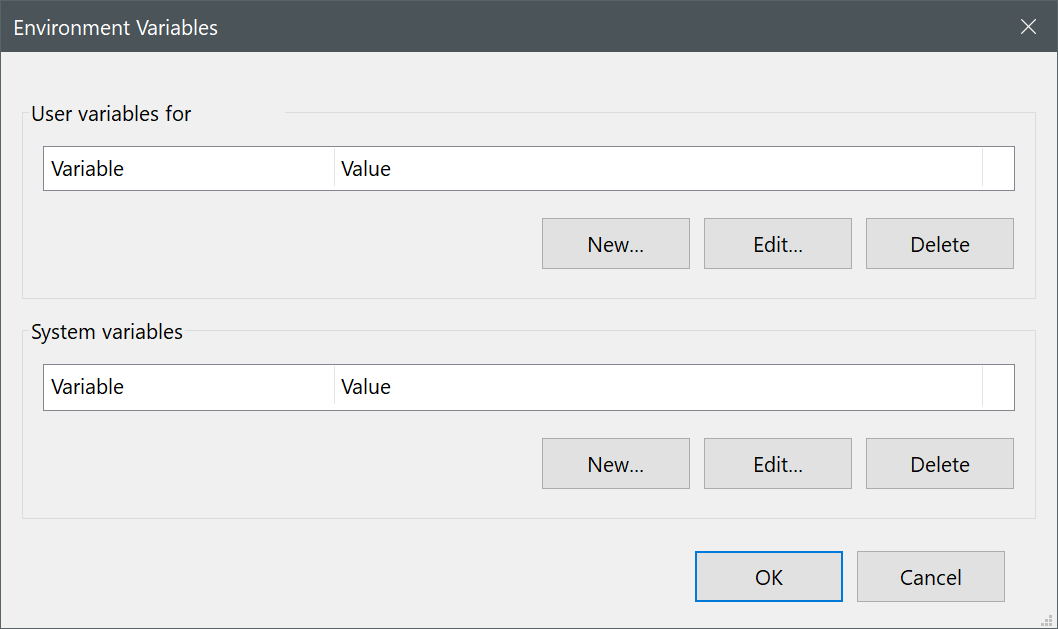 Environment Variables
User variables for
Variable Value
New... Edit... Delete
System variables
Variable Value
New... Edit... Delete
OK Cancel